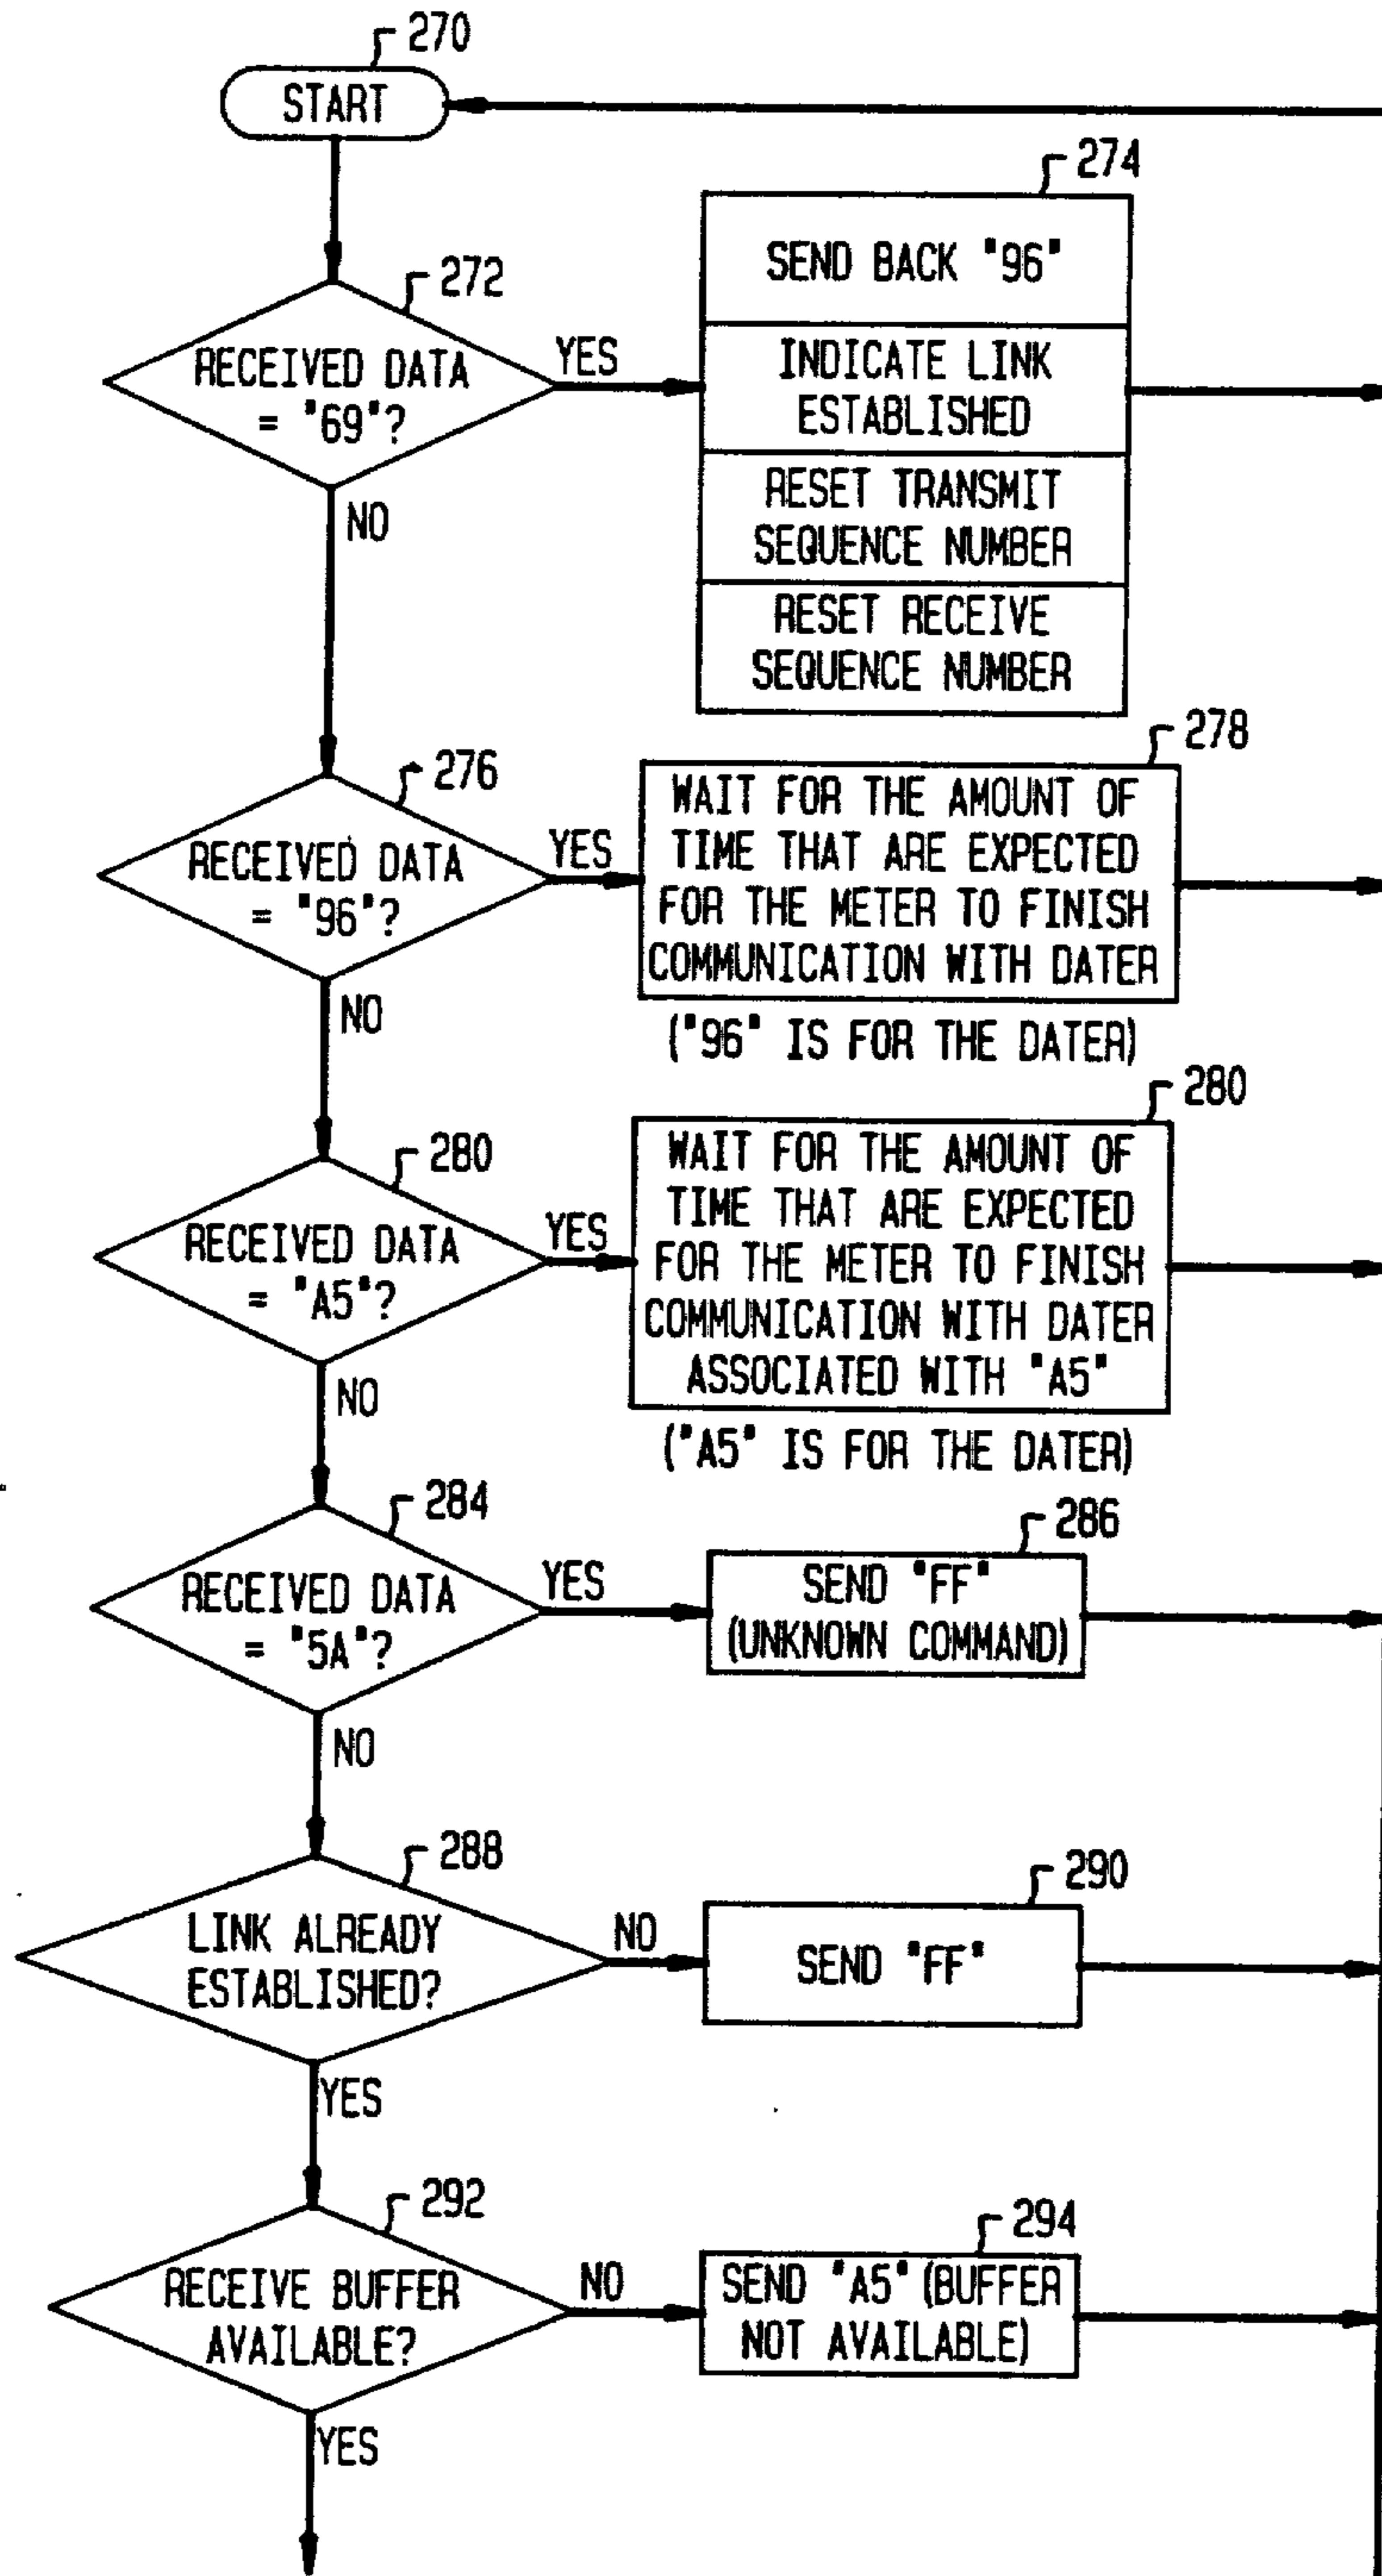 270
START
274
SEND BACK "96"
272
RECEIVED DATA
= "69"?
YES
INDICATE LINK
ESTABLISHED
NO
RESET TRANSMIT
SEQUENCE NUMBER
RESET RECEIVE
SEQUENCE NUMBER
278
276
RECEIVED DATA
= "96"?
YES
WAIT FOR THE AMOUNT OF
TIME THAT ARE EXPECTED
FOR THE METER TO FINISH
COMMUNICATION WITH DATER
NO
("96" IS FOR THE DATER)
280
280
RECEIVED DATA
= "A5"?
YES
WAIT FOR THE AMOUNT OF
TIME THAT ARE EXPECTED
FOR THE METER TO FINISH
COMMUNICATION WITH DATER
ASSOCIATED WITH "A5"
NO
("A5" IS FOR THE DATER)
284
286
RECEIVED DATA
= "5A"?
YES
SEND "FF"
(UNKNOWN COMMAND)
NO
288
290
LINK ALREADY
ESTABLISHED?
NO
SEND "FF"
YES
292
294
RECEIVE BUFFER
AVAILABLE?
NO
SEND "A5" (BUFFER
NOT AVAILABLE)
YES